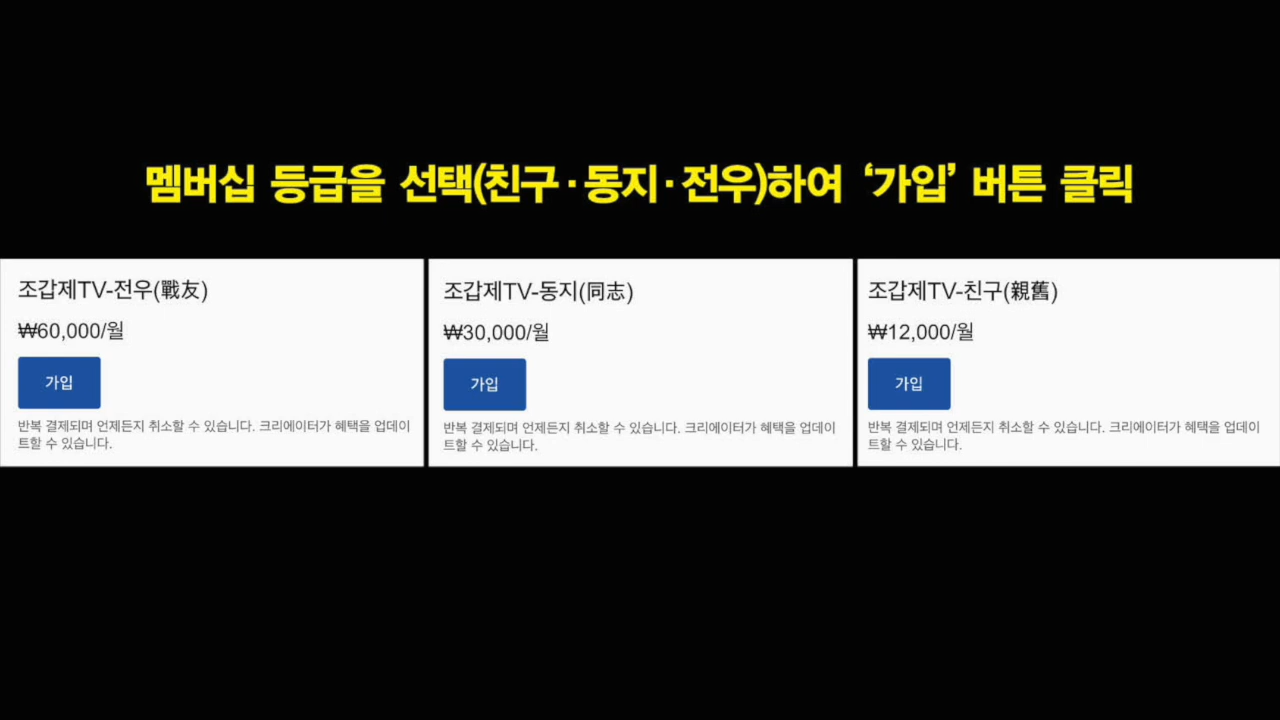 멤버십 등급을 선택(친구·동지·전우)하여 ‘가입’ 버튼 클릭
조갑제TV-전우(戰友)
₩60,000/월
가입
반복 결제되며 언제든지 취소할 수 있습니다. 크리에이터가 혜택을 업데이
트할 수 있습니다.
조갑제TV-동지(同志)
₩30,000/월
가입
반복 결제되며 언제든지 취소할 수 있습니다. 크리에이터가 혜택을 업데이
트할 수 있습니다.
조갑제TV-친구(親舊)
₩12,000/월
가입
반복 결제되며 언제든지 취소할 수 있습니다. 크리에이터가 혜택을 업데이
트할 수 있습니다.